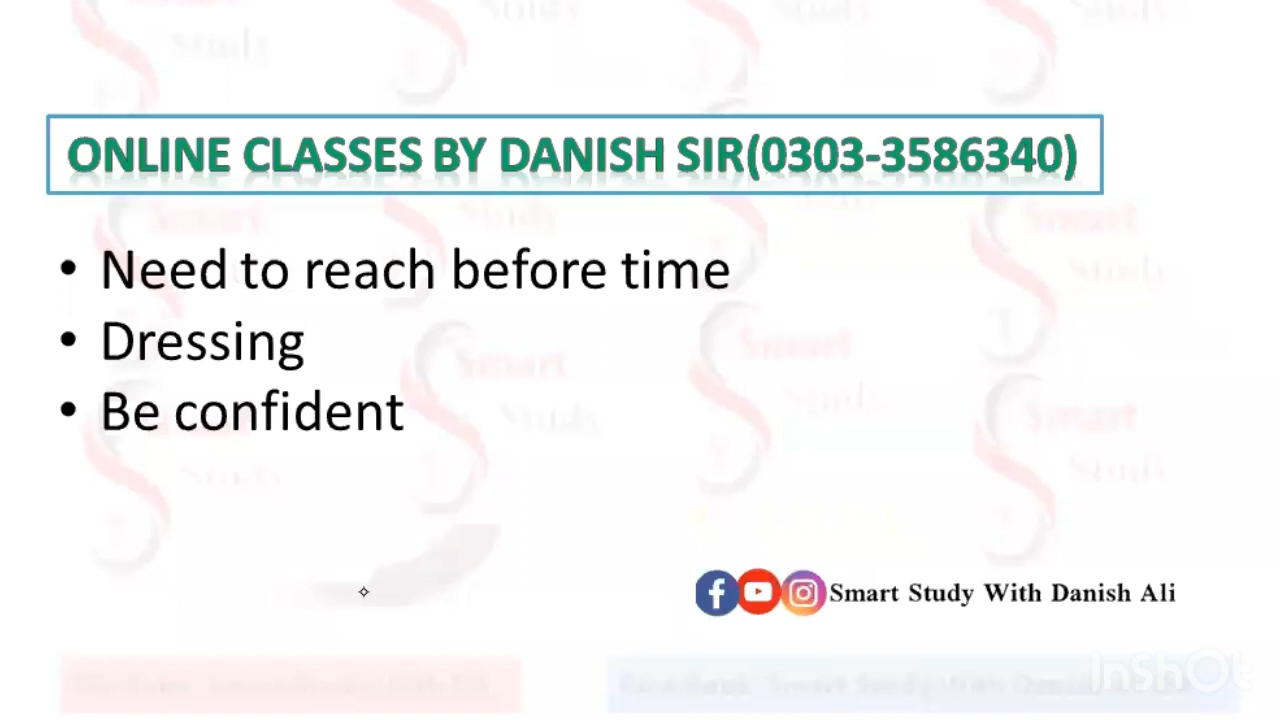 ONLINE CLASSES BY DANISH SIR(0303-3586340)
• Need to reach before time
• Dressing
• Be confident
Smart Study With Danish Ali
InShOt